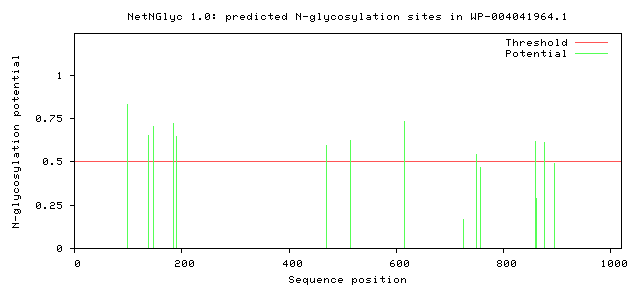 NetNGlyc 1.0: predicted N-glycosylation sites in WP-004041964.1
Threshold
Potential
N-glycosylation potential
1
0.75
0.5
0.25
0
0 200 400 600 800 1000
Sequence position